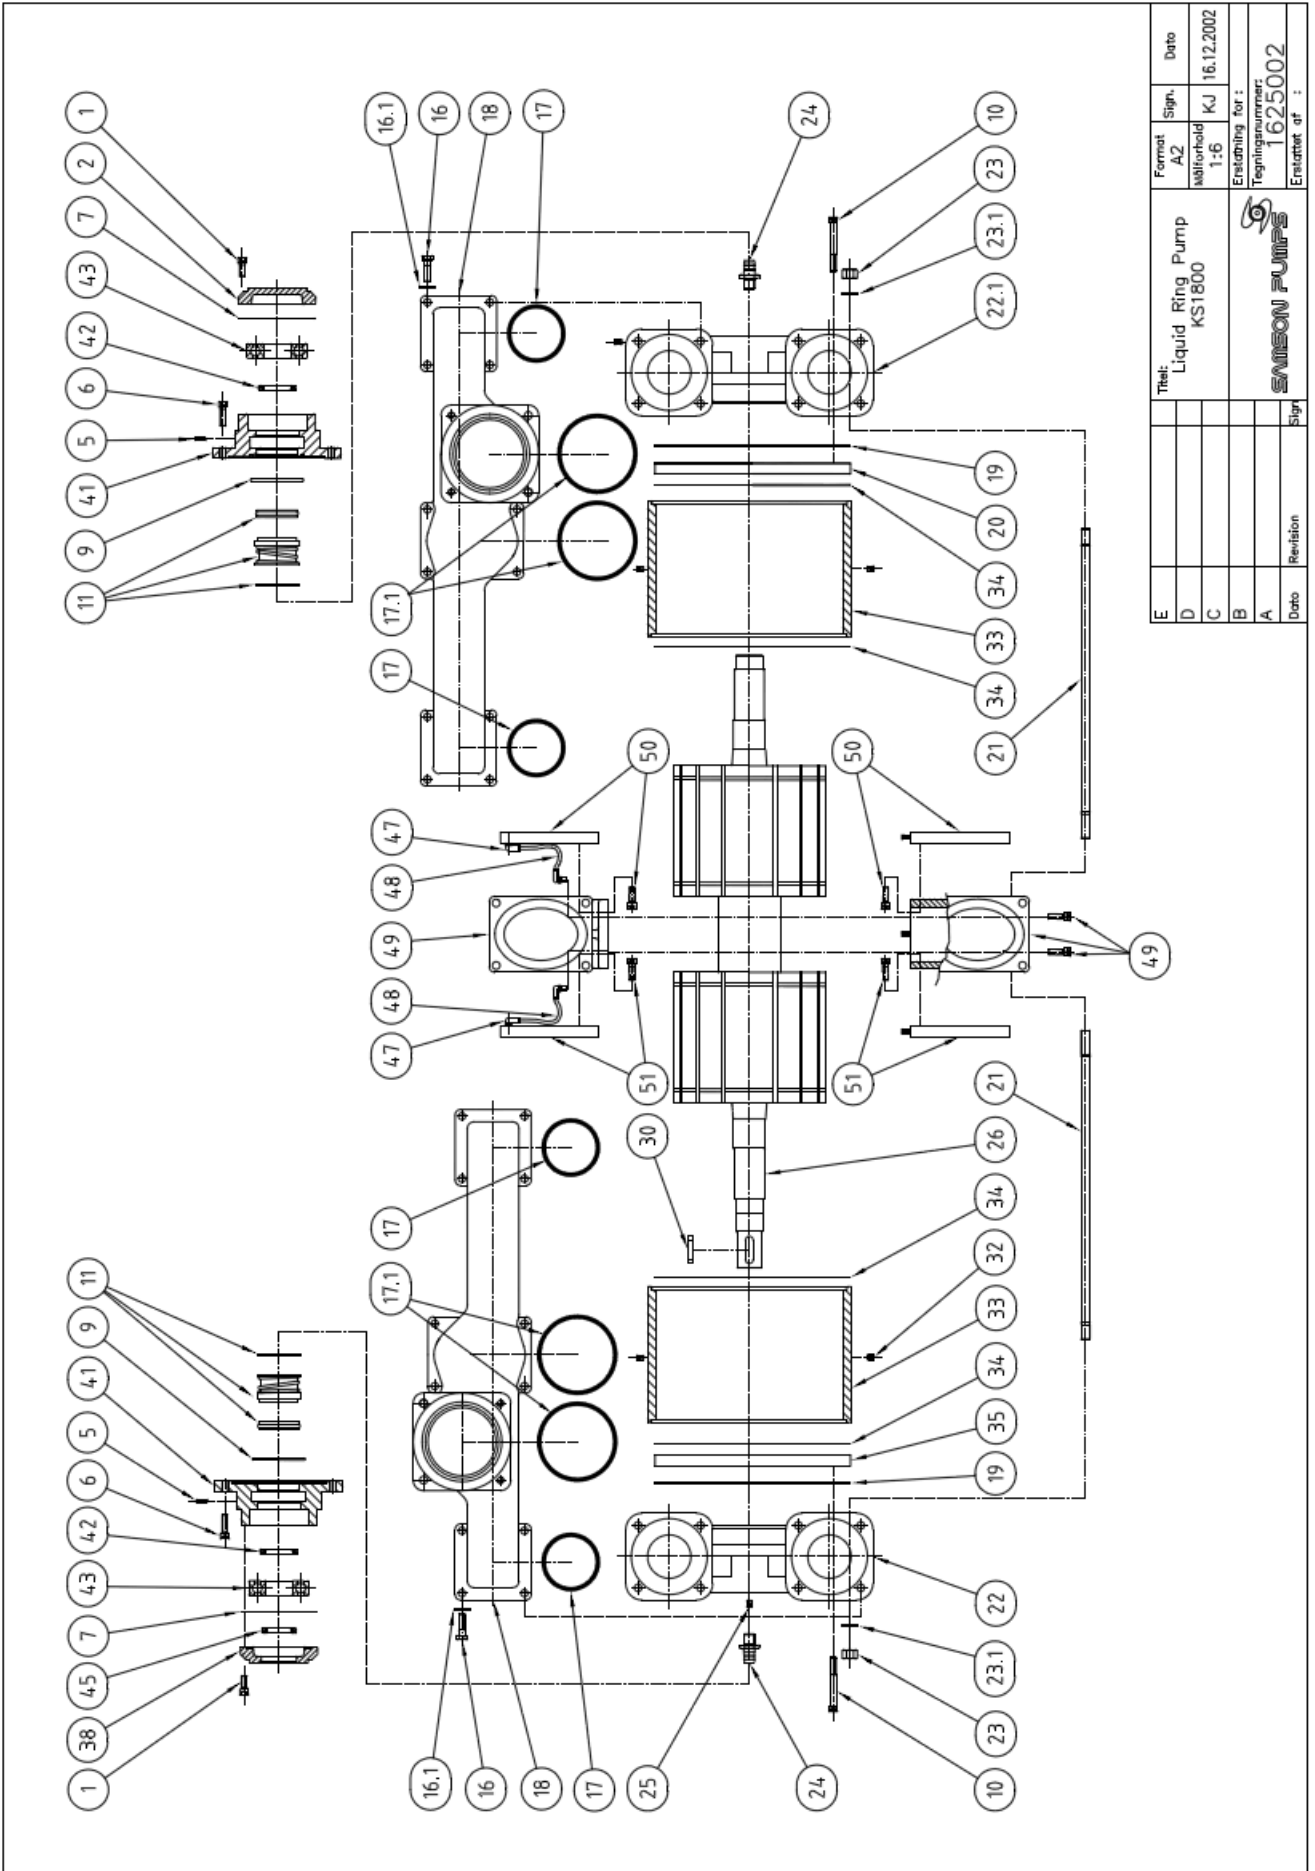 1 38 45 7 43 42 6 5 41 9 11 11 9 41 5 6 42 43 7 2 1
17 17.1 47 48 49 48 47 17 17.1 16.1
16.1 16
16 18
18 17
17
25 51 30 50
24 51 50 24
10 23 23.1 22 19 35 34 33 32 34 26 21 21 34 33 34 20 19 22.1 23.1 23 10
49
E
D
C
B
A
Dato Revision Sign
Titel:
Liquid Ring Pump
KS1800
SAMSON PUMPS
Format
A2
Sign.
Dato
Målforhold
1:6
KJ
16.12.2002
Erstatning for :
Tegningsnummer:
1625002
Erstattet af :